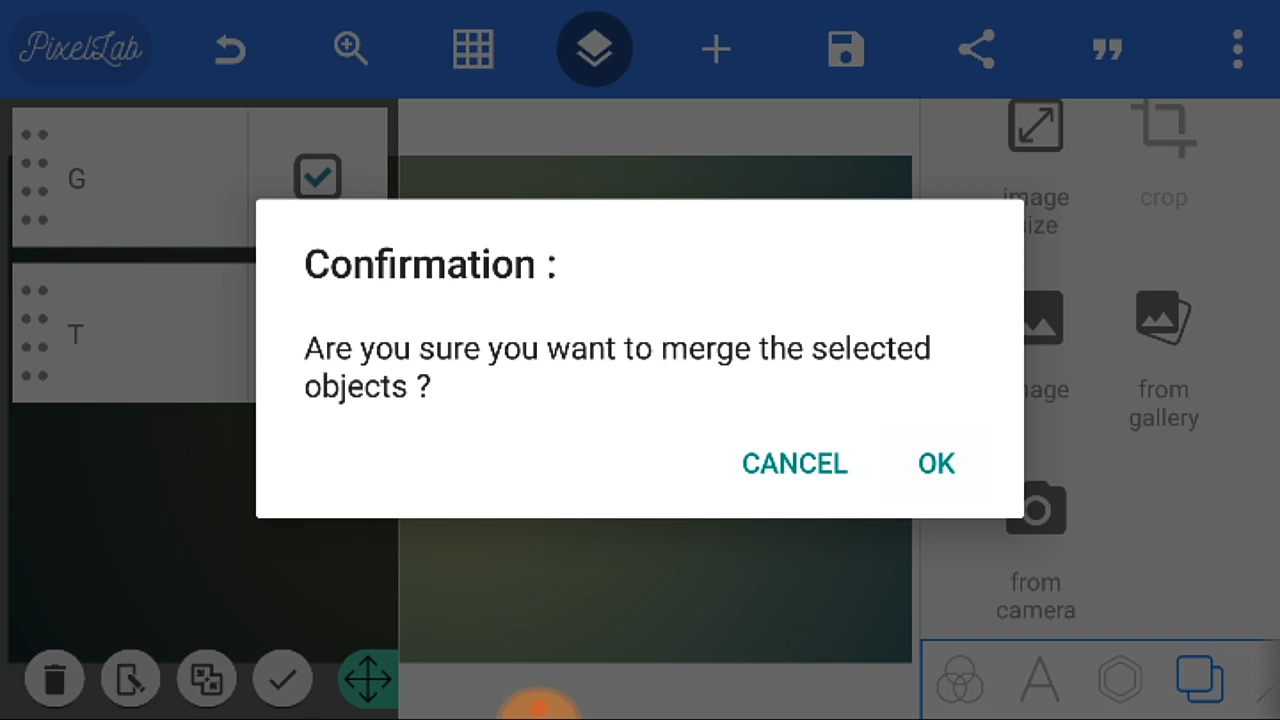 PixelLab
G
T
image
size
crop
Confirmation :
Are you sure you want to merge the selected
objects ?
CANCEL
OK
from
gallery
from
camera